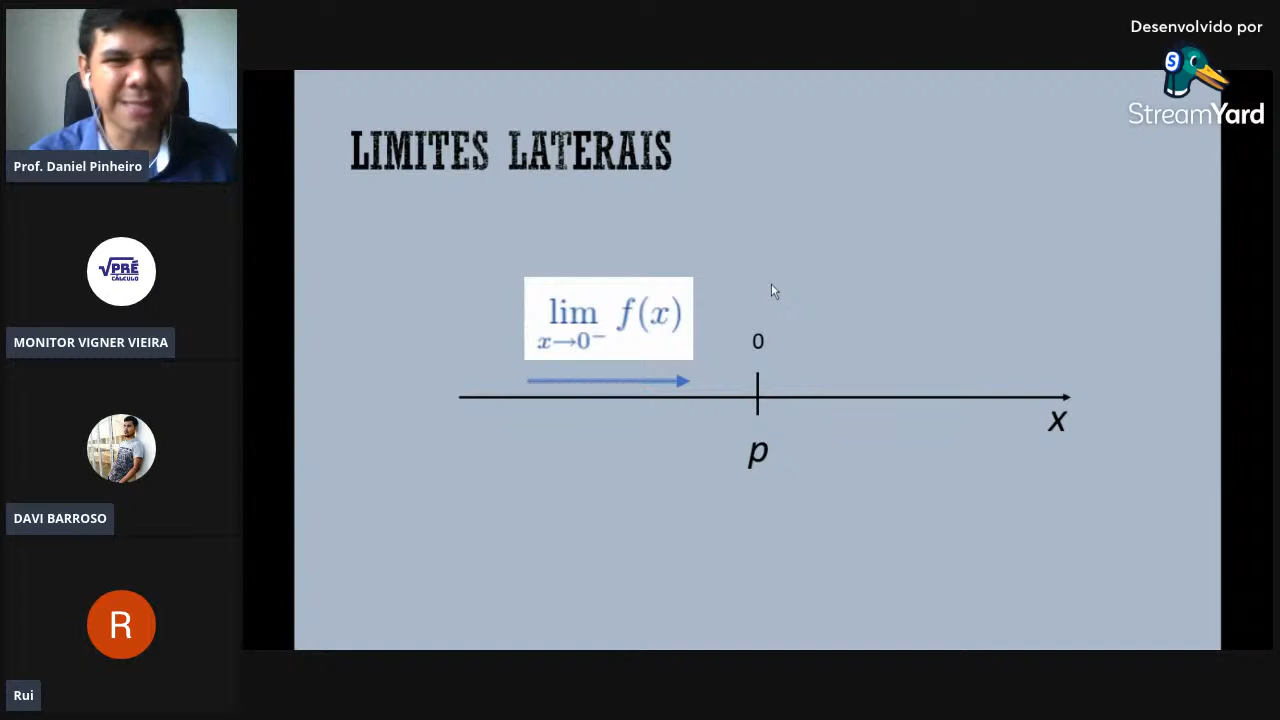 Desenvolvido por
S
StreamYard
Prof. Daniel Pinheiro
√PRÉ
CÁLCULO
MONITOR VIGNER VIEIRA
DAVI BARROSO
R
Rui
LIMITES LATERAIS
lim f(x)
x→0⁻
0
x
p